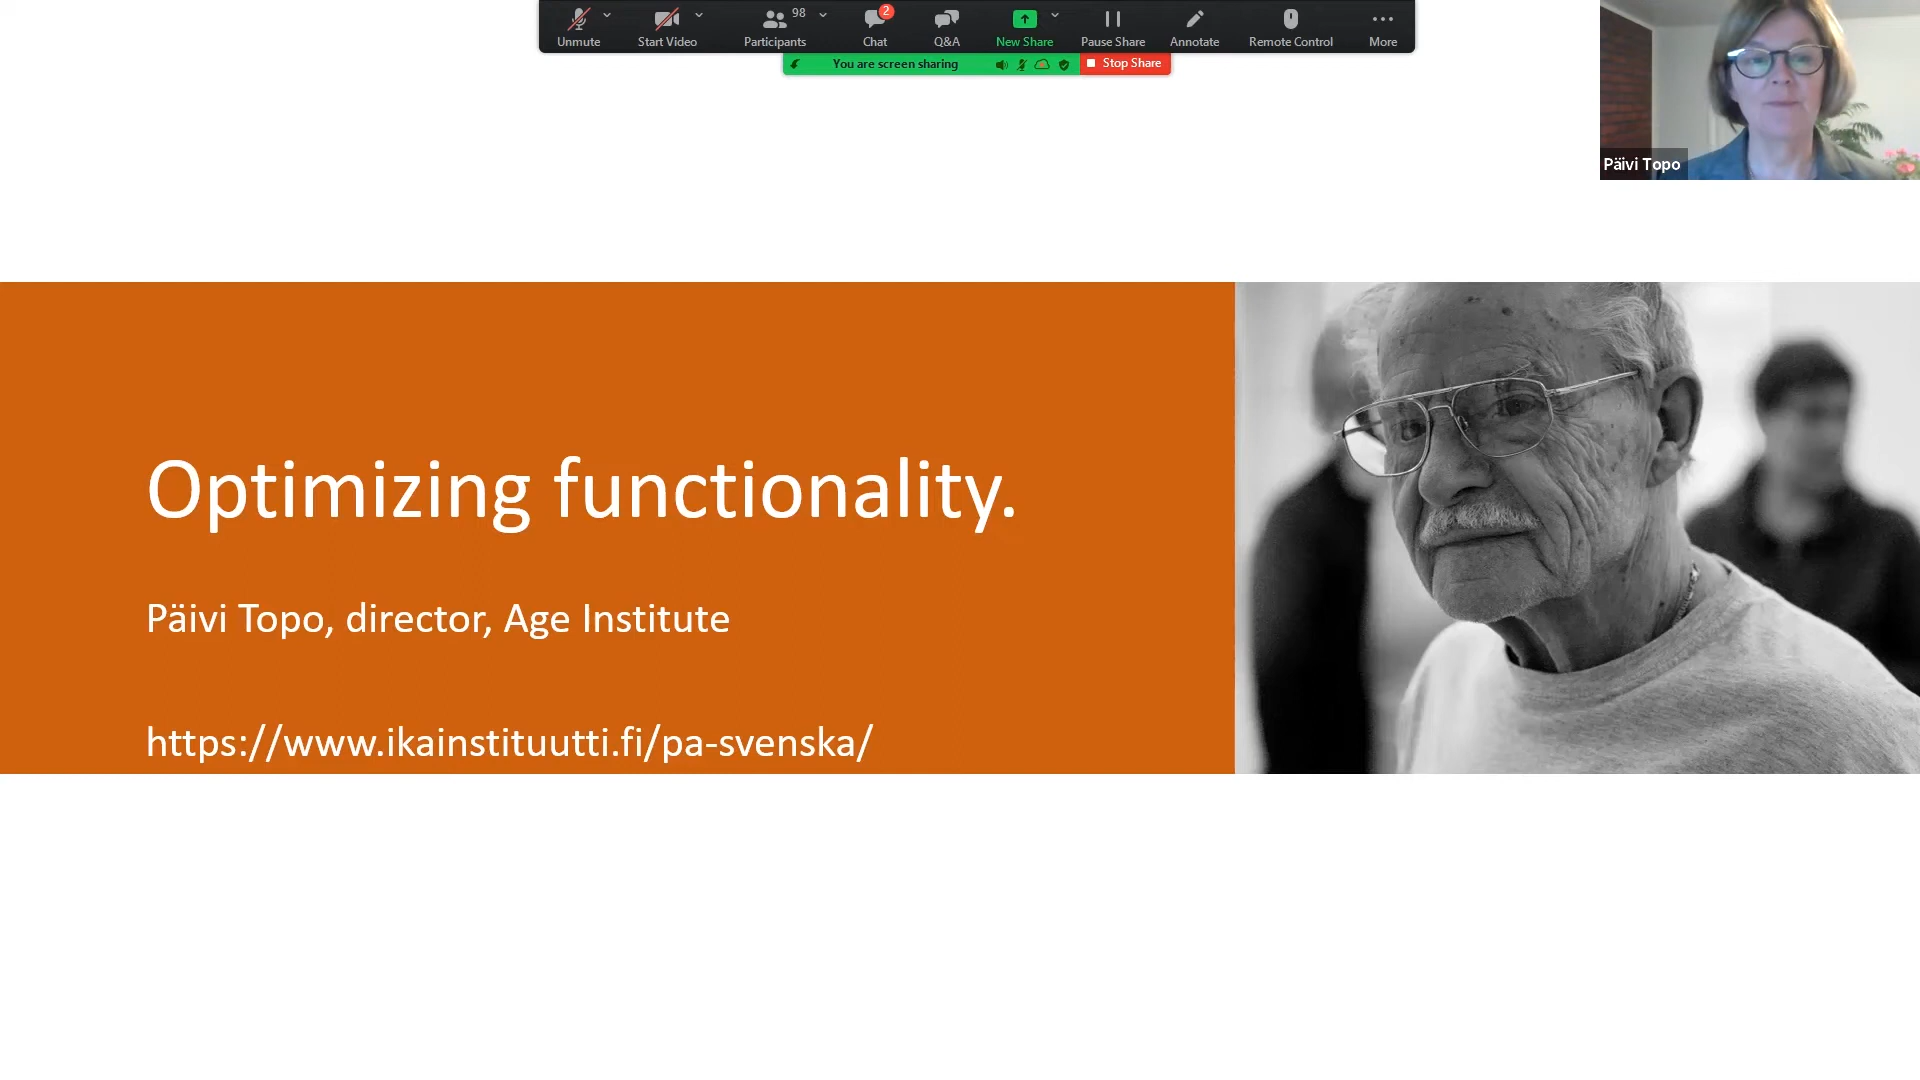 98
2
Unmute
Start Video
Participants
Chat
Q&A
New Share
Pause Share
Annotate
Remote Control
More
You are screen sharing
Stop Share
Päivi Topo
Optimizing functionality.
Päivi Topo, director, Age Institute
https://www.ikainstituutti.fi/pa-svenska/